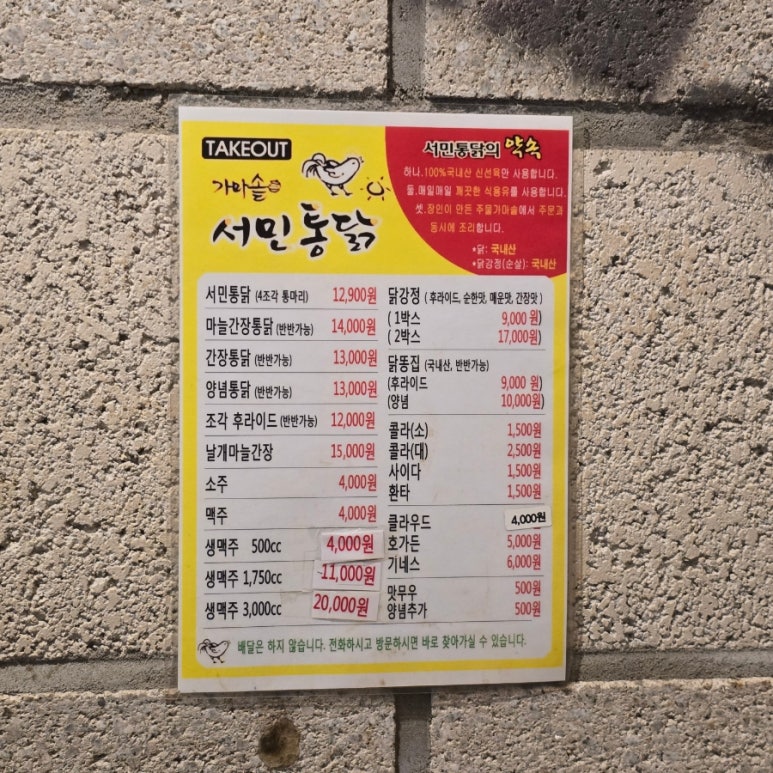 TAKEOUT
가마솥
서민통닭
서민통닭의 약속
하나. 100%국내산 신선육만 사용합니다.
둘.매일매일 깨끗한 식용유를 사용합니다.
셋.장인이 만든 주물가마솥에서 주문과
동시에 조리합니다.
*닭: 국내산
*닭강정(순살): 국내산
서민통닭 (4조각 통마리) 12,900원
마늘간장통닭 (반반가능) 14,000원
간장통닭 (반반가능) 13,000원
양념통닭 (반반가능) 13,000원
조각 후라이드 (반반가능) 12,000원
날개마늘간장 15,000원
소주 4,000원
맥주 4,000원
생맥주 500cc 4,000원
생맥주 1,750cc 11,000원
생맥주 3,000cc 20,000원
닭강정 ( 후라이드, 순한맛, 매운맛, 간장맛 )
( 1박스 9,000 원)
( 2박스 17,000원)
닭똥집 (국내산, 반반가능)
(후라이드 9,000 원)
(양념 10,000원)
콜라(소) 1,500원
콜라(대) 2,500원
사이다 1,500원
환타 1,500원
클라우드 4,000원
호가든 5,000원
기네스 6,000원
맛무우 500원
양념추가 500원
배달은 하지 않습니다. 전화하시고 방문하시면 바로 찾아가실 수 있습니다.